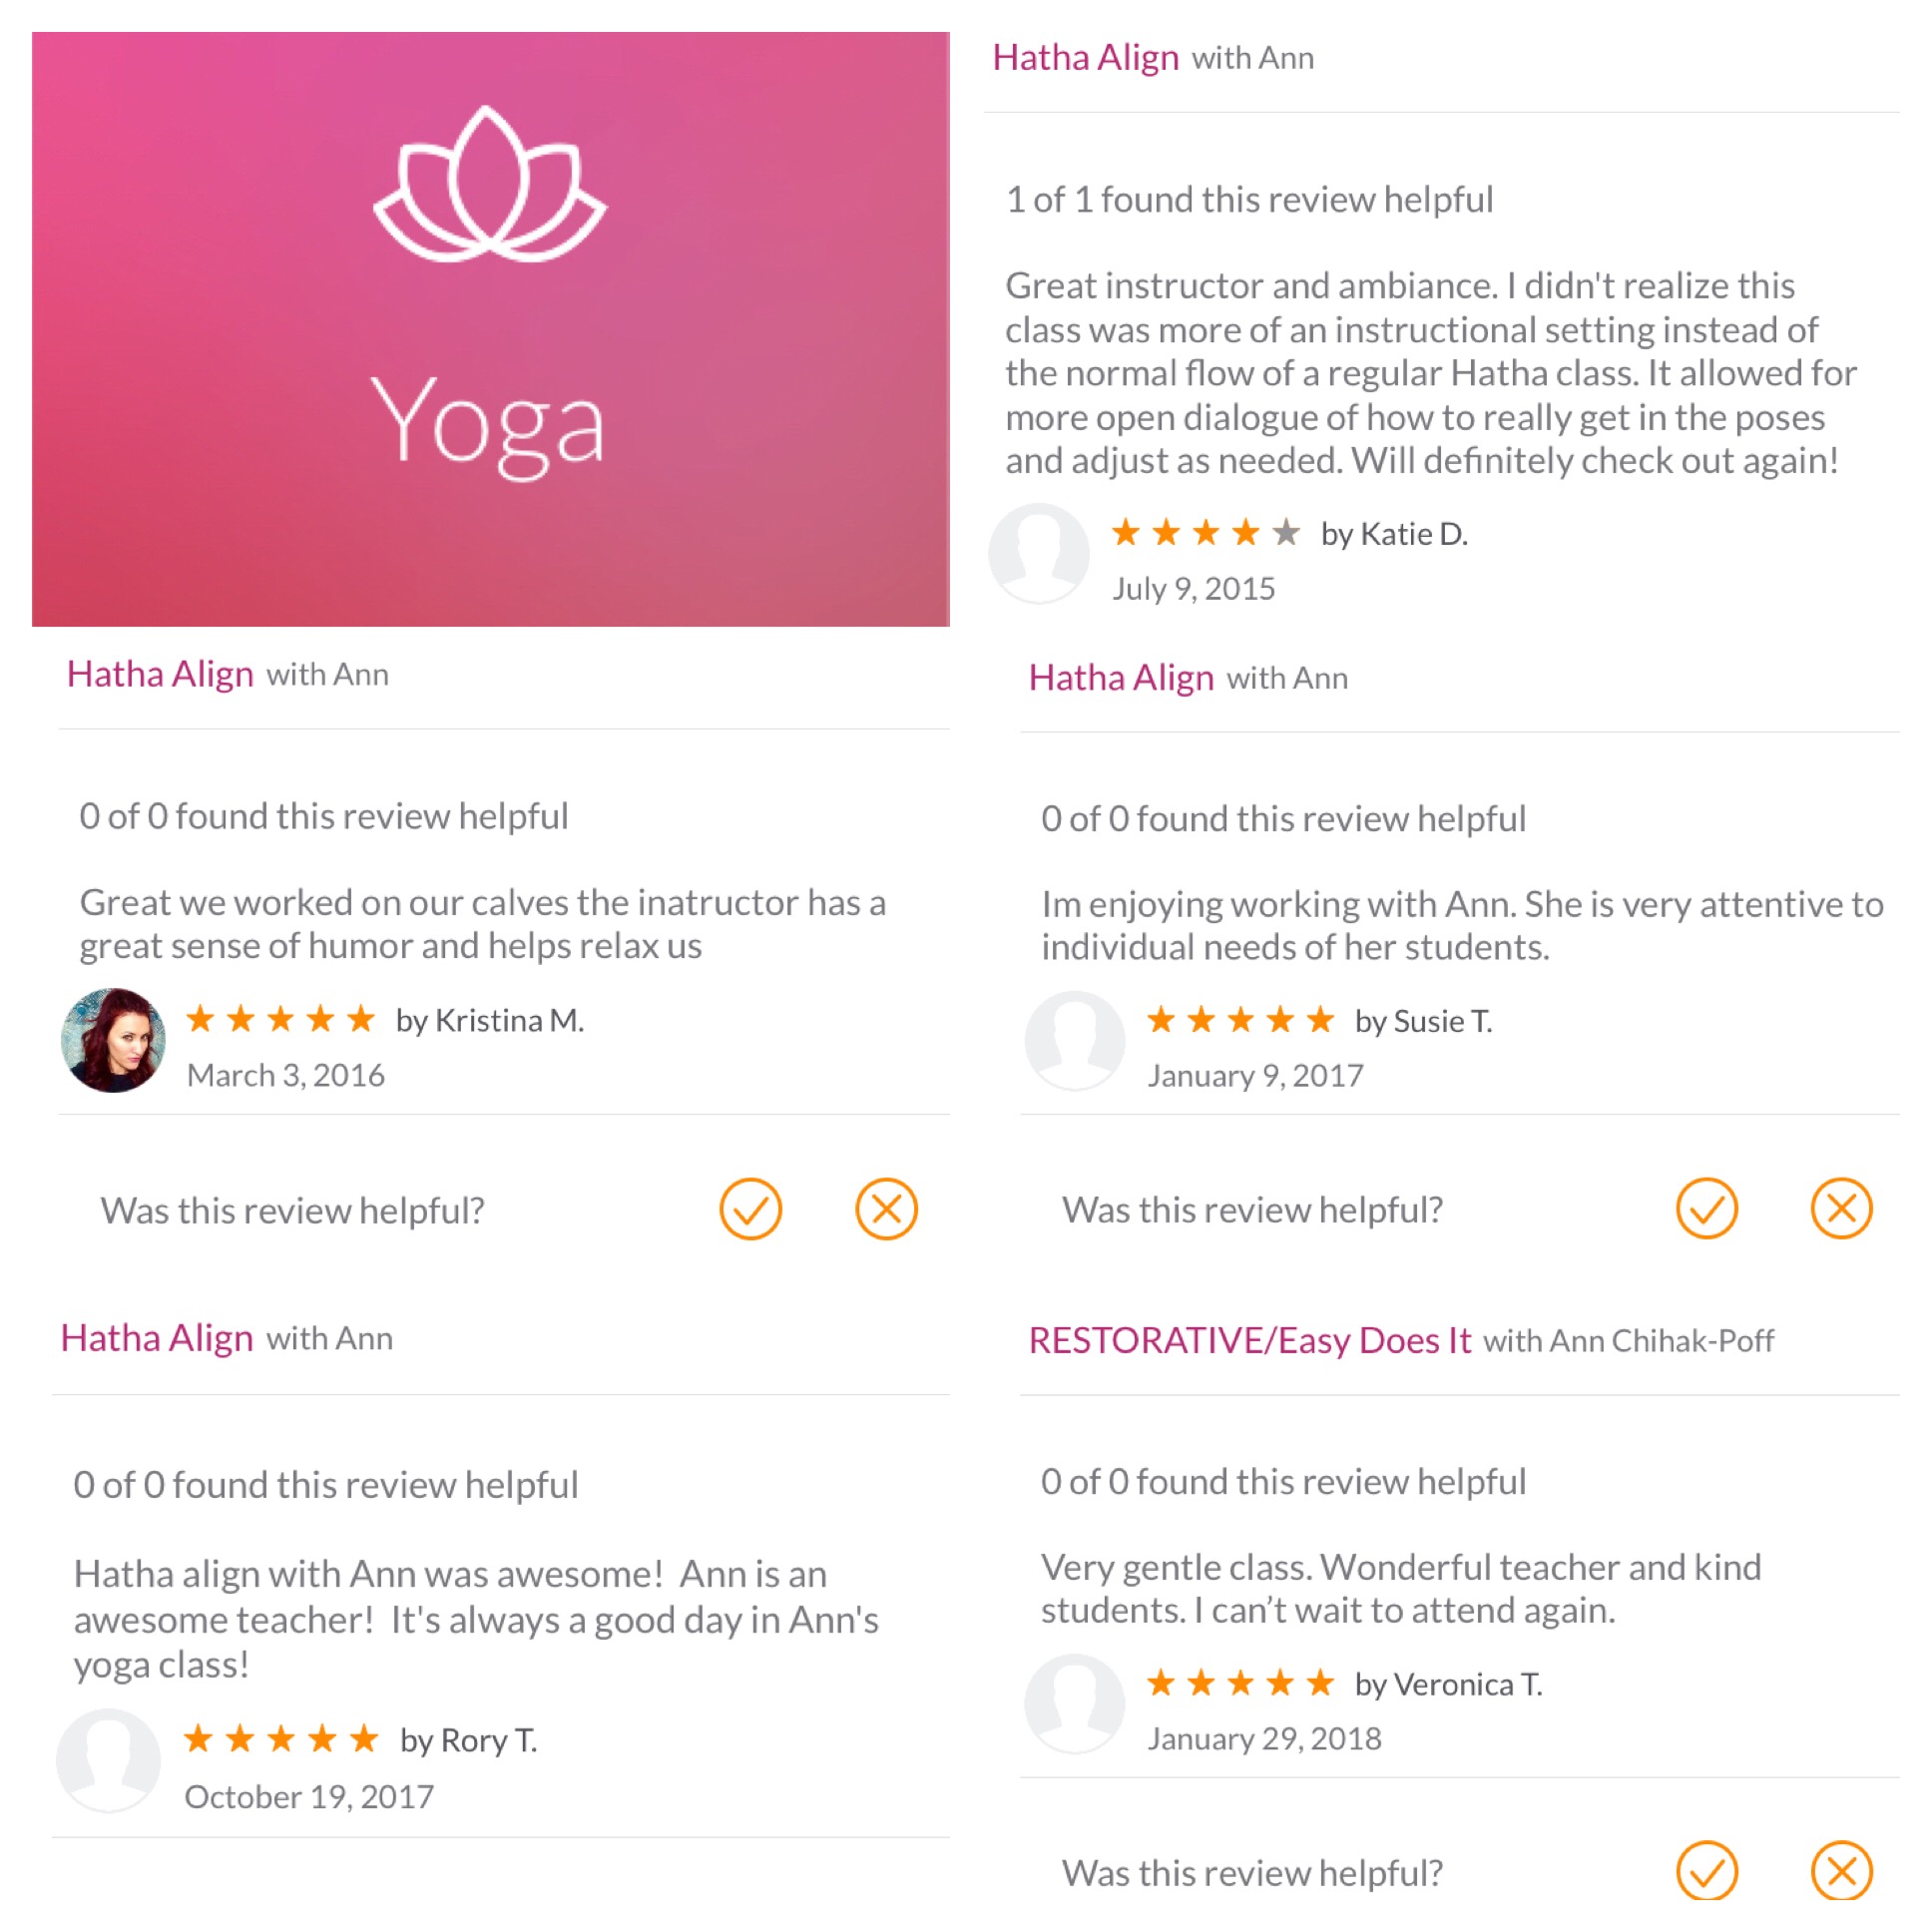 Yoga
Hatha Align with Ann
1 of 1 found this review helpful
Great instructor and ambiance. I didn't realize this
class was more of an instructional setting instead of
the normal flow of a regular Hatha class. It allowed for
more open dialogue of how to really get in the poses
and adjust as needed. Will definitely check out again!
by Katie D.
July 9, 2015
Hatha Align with Ann
0 of 0 found this review helpful
Great we worked on our calves the inatructor has a
great sense of humor and helps relax us
by Kristina M.
March 3, 2016
Was this review helpful?
Hatha Align with Ann
0 of 0 found this review helpful
Im enjoying working with Ann. She is very attentive to
individual needs of her students.
by Susie T.
January 9, 2017
Was this review helpful?
Hatha Align with Ann
0 of 0 found this review helpful
Hatha align with Ann was awesome!  Ann is an
awesome teacher!  It's always a good day in Ann's
yoga class!
by Rory T.
October 19, 2017
RESTORATIVE/Easy Does It with Ann Chihak-Poff
0 of 0 found this review helpful
Very gentle class. Wonderful teacher and kind
students. I can’t wait to attend again.
by Veronica T.
January 29, 2018
Was this review helpful?